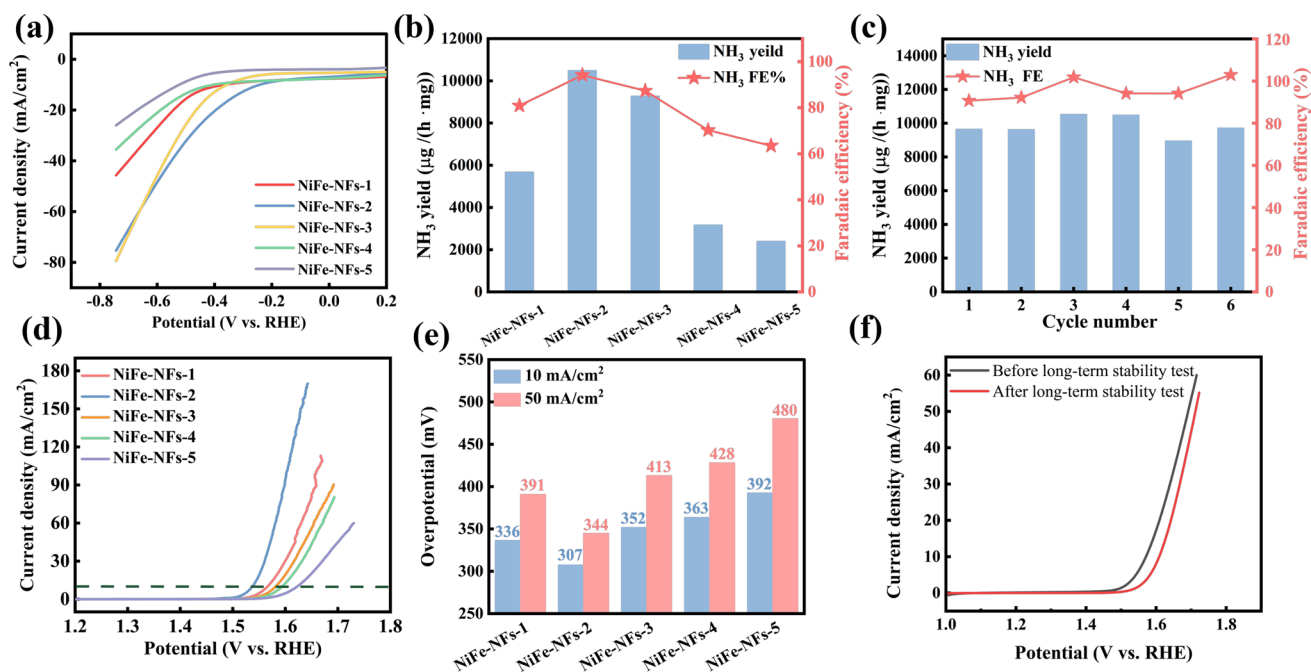 (a)
Current density (mA/cm²)
0
-20
-40
-60
-80
NiFe-NFs-1
NiFe-NFs-2
NiFe-NFs-3
NiFe-NFs-4
NiFe-NFs-5
-0.8 -0.6 -0.4 -0.2 0.0 0.2
Potential (V vs. RHE)
(b)
NH₃ yield (μg /(h ·mg))
12000
10000
8000
6000
4000
2000
0
NH₃ yeild
NH₃ FE%
100
80
60
40
20
0
Faradaic eifficiency (%)
NiFe-NFs-1
NiFe-NFs-2
NiFe-NFs-3
NiFe-NFs-4
NiFe-NFs-5
(c)
NH₃ yield (μg /(h ·mg))
14000
12000
10000
8000
6000
4000
2000
0
NH₃ yield
NH₃ FE
120
100
80
60
40
20
0
Faradaic efficiency (%)
1 2 3 4 5 6
Cycle number
(d)
Current density (mA/cm²)
180
150
120
90
60
30
0
NiFe-NFs-1
NiFe-NFs-2
NiFe-NFs-3
NiFe-NFs-4
NiFe-NFs-5
1.2 1.3 1.4 1.5 1.6 1.7 1.8
Potential (V vs. RHE)
(e)
Overpotential (mV)
550
500
450
400
350
300
250
10 mA/cm²
50 mA/cm²
336
391
307
344
352
413
363
428
392
480
NiFe-NFs-1
NiFe-NFs-2
NiFe-NFs-3
NiFe-NFs-4
NiFe-NFs-5
(f)
Current density (mA/cm²)
60
50
40
30
20
10
0
Before long-term stability test
After long-term stability test
1.0 1.2 1.4 1.6 1.8
Potential (V vs. RHE)